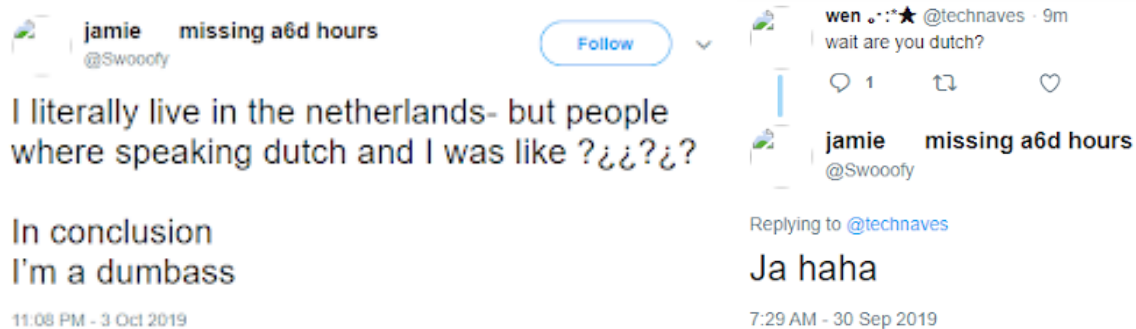 jamie missing a6d hours
@Swooofy
Follow
I literally live in the netherlands- but people
where speaking dutch and I was like ?¿¿?¿?
In conclusion
I'm a dumbass
11:08 PM - 3 Oct 2019
wen ｡･:*★ @technaves · 9m
wait are you dutch?
1
jamie missing a6d hours
@Swooofy
Replying to @technaves
Ja haha
7:29 AM - 30 Sep 2019